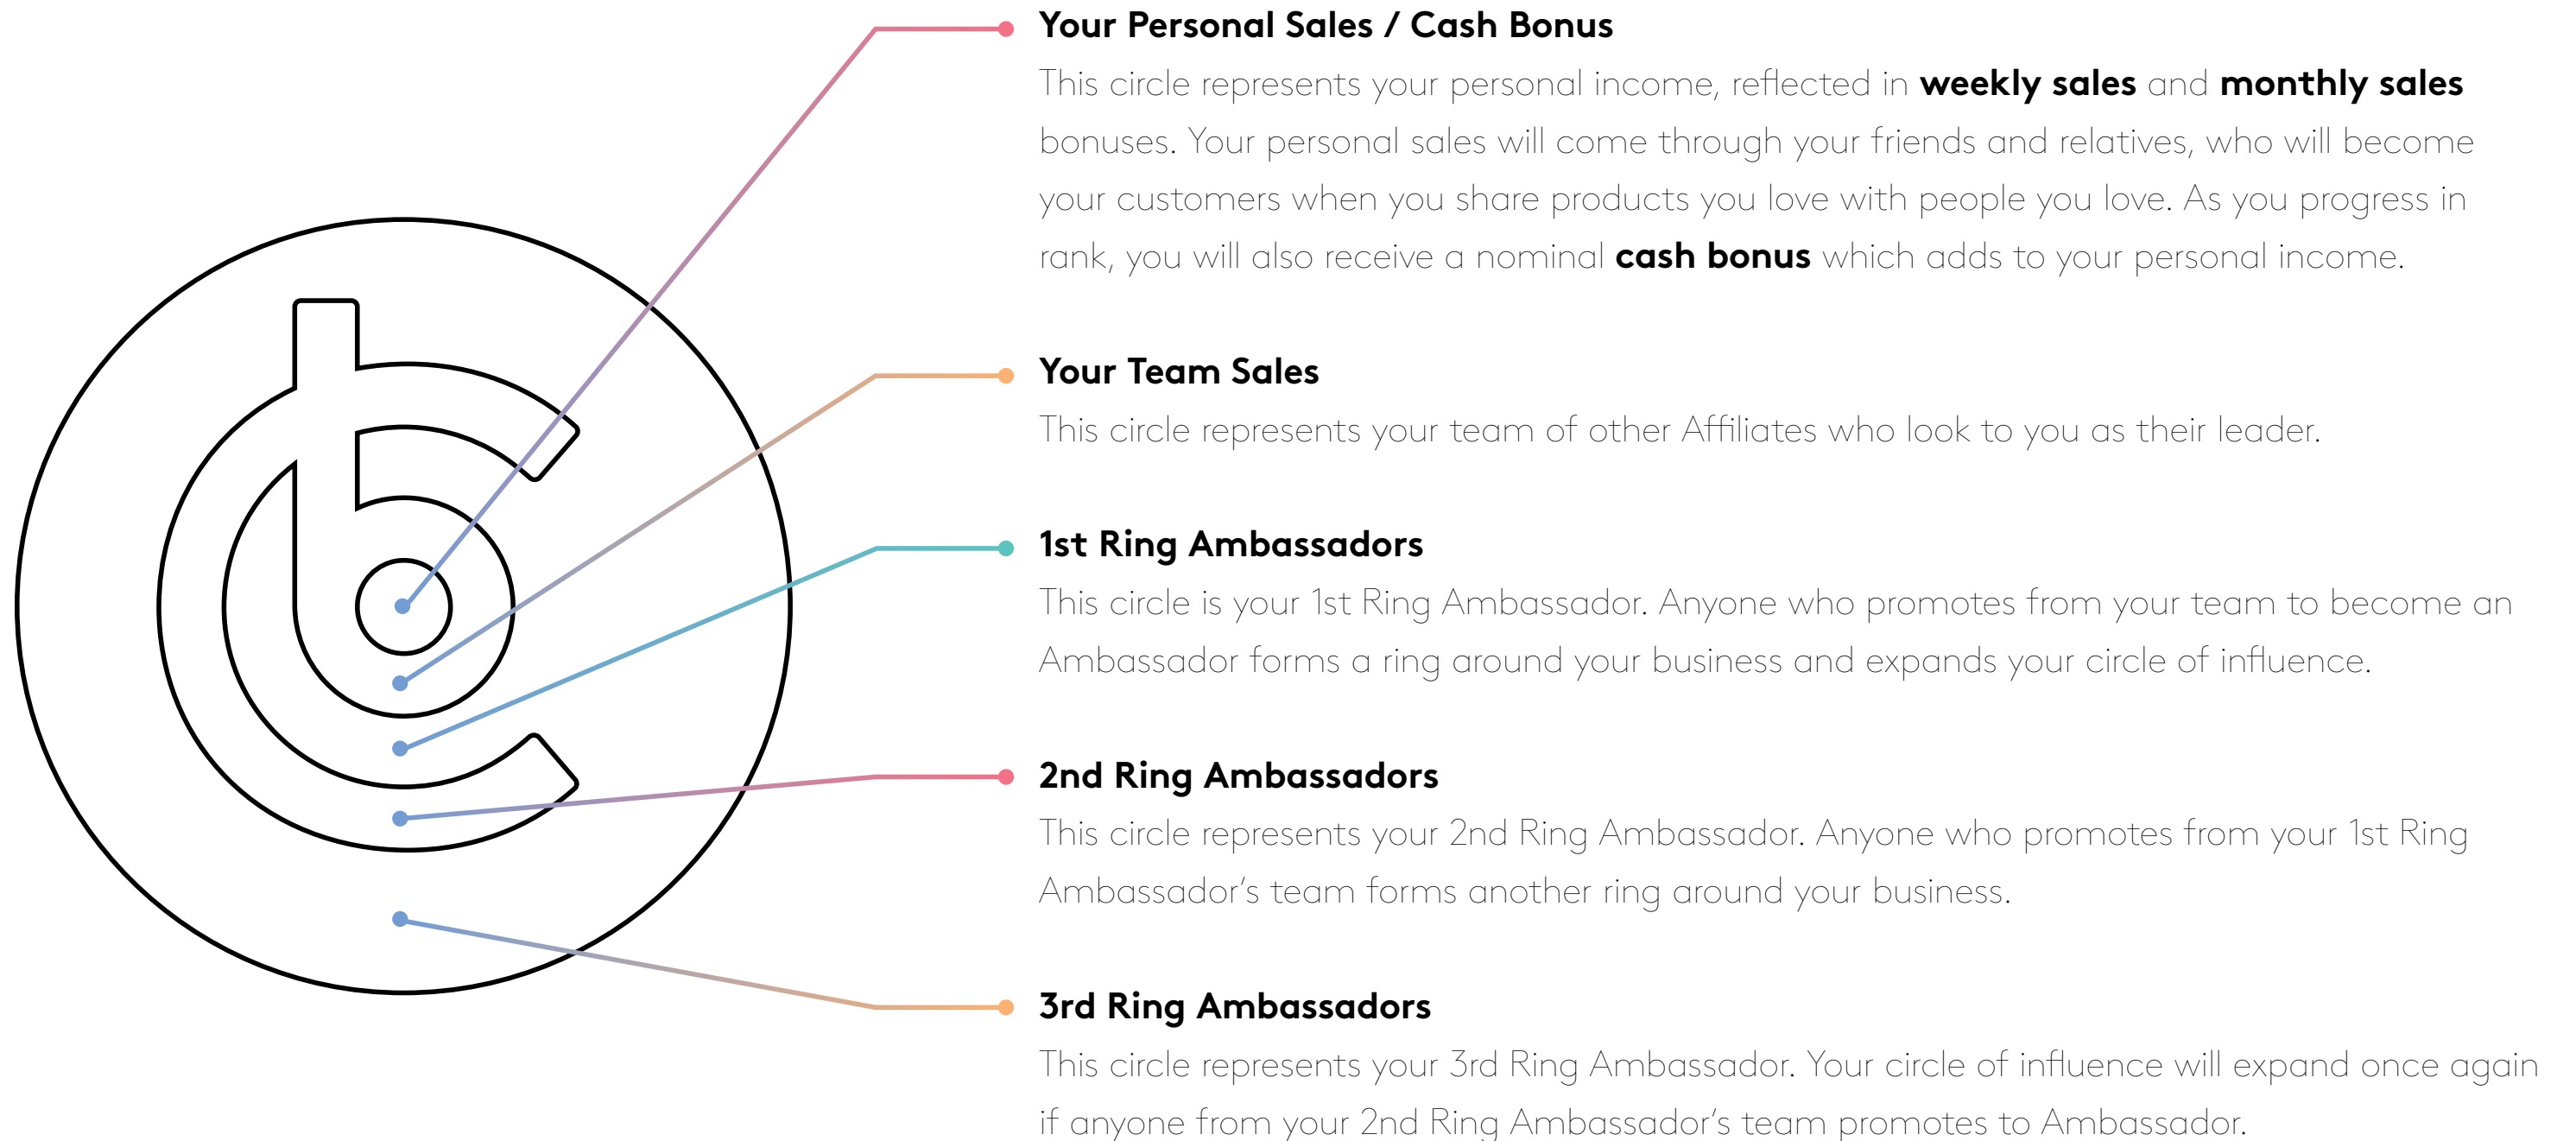 Your Personal Sales / Cash Bonus
This circle represents your personal income, reflected in weekly sales and monthly sales
bonuses. Your personal sales will come through your friends and relatives, who will become
your customers when you share products you love with people you love. As you progress in
rank, you will also receive a nominal cash bonus which adds to your personal income.
Your Team Sales
This circle represents your team of other Affiliates who look to you as their leader.
1st Ring Ambassadors
This circle is your 1st Ring Ambassador. Anyone who promotes from your team to become an
Ambassador forms a ring around your business and expands your circle of influence.
2nd Ring Ambassadors
This circle represents your 2nd Ring Ambassador. Anyone who promotes from your 1st Ring
Ambassador’s team forms another ring around your business.
3rd Ring Ambassadors
This circle represents your 3rd Ring Ambassador. Your circle of influence will expand once again
if anyone from your 2nd Ring Ambassador’s team promotes to Ambassador.